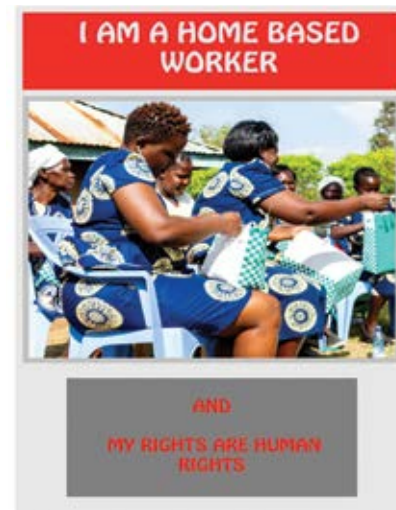 I AM A HOME BASED
WORKER
AND
MY RIGHTS ARE HUMAN
RIGHTS